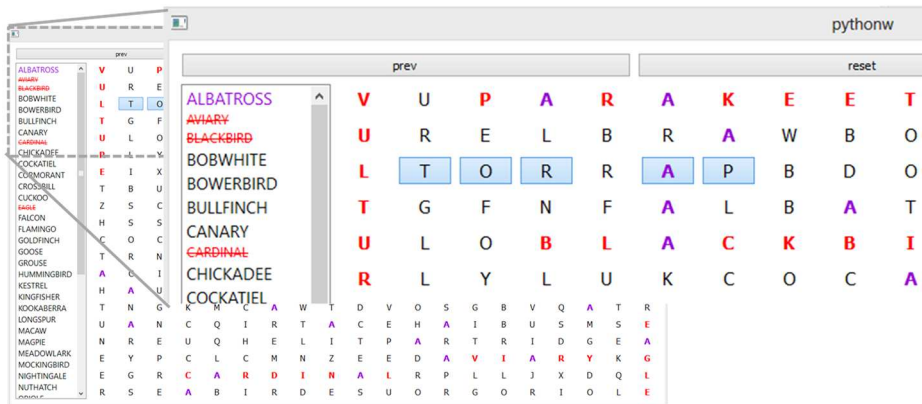 pythonw
prev reset
ALBATROSS
AVIARY
BLACKBIRD
BOBWHITE
BOWERBIRD
BULLFINCH
CANARY
CARDINAL
CHICKADEE
COCKATIEL
V U P A R A K E E T
U R E L B R A W B O
L T O R R A P B D O
T G F N F A L B A T
U L O B L A C K B I
R L Y L U K C O C A
prev
ALBATROSS
AVIARY
BLACKBIRD
BOBWHITE
BOWERBIRD
BULLFINCH
CANARY
CARDINAL
CHICKADEE
COCKATIEL
CORMORANT
CROSSBILL
CUCKOO
EAGLE
FALCON
FLAMINGO
GOLDFINCH
GOOSE
GROUSE
HUMMINGBIRD
KESTREL
KINGFISHER
KOOKABERRA
LONGSPUR
MACAW
MAGPIE
MEADOWLARK
MOCKINGBIRD
NIGHTINGALE
NUTHATCH
ORIOLE
V U P
U R E
L T O
T G F
U L O
R L Y
E I X
T B U
Z S C
H S S
C O C
T R N
A C I
H A U
T N G K M C A W T D V O S G B V Q A T R
U A N C Q I R T A C E H A I B U S M S E
N R E U Q H E L I T P A R T R I D G E A
E Y P C L C M N Z E E D A V I A R Y K G
E G R C A R D I N A L R P L L J X D Q L
R S E A B I R D E S U O R G O R I O L E